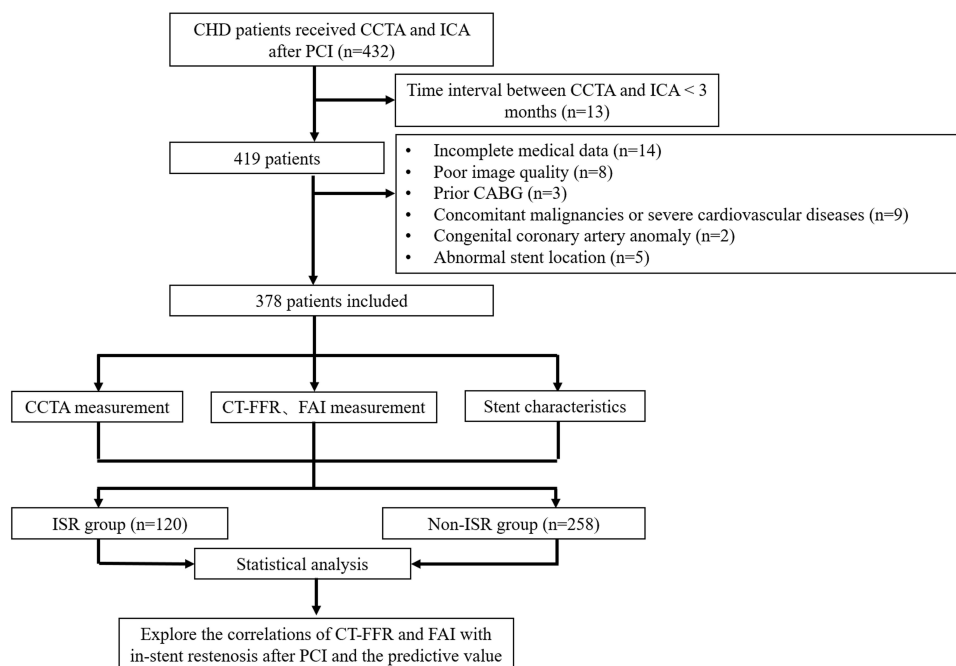 CHD patients received CCTA and ICA
after PCI (n=432)
Time interval between CCTA and ICA < 3
months (n=13)
419 patients
• Incomplete medical data (n=14)
• Poor image quality (n=8)
• Prior CABG (n=3)
• Concomitant malignancies or severe cardiovascular diseases (n=9)
• Congenital coronary artery anomaly (n=2)
• Abnormal stent location (n=5)
378 patients included
CCTA measurement
CT-FFR、FAI measurement
Stent characteristics
ISR group (n=120)
Non-ISR group (n=258)
Statistical analysis
Explore the correlations of CT-FFR and FAI with
in-stent restenosis after PCI and the predictive value